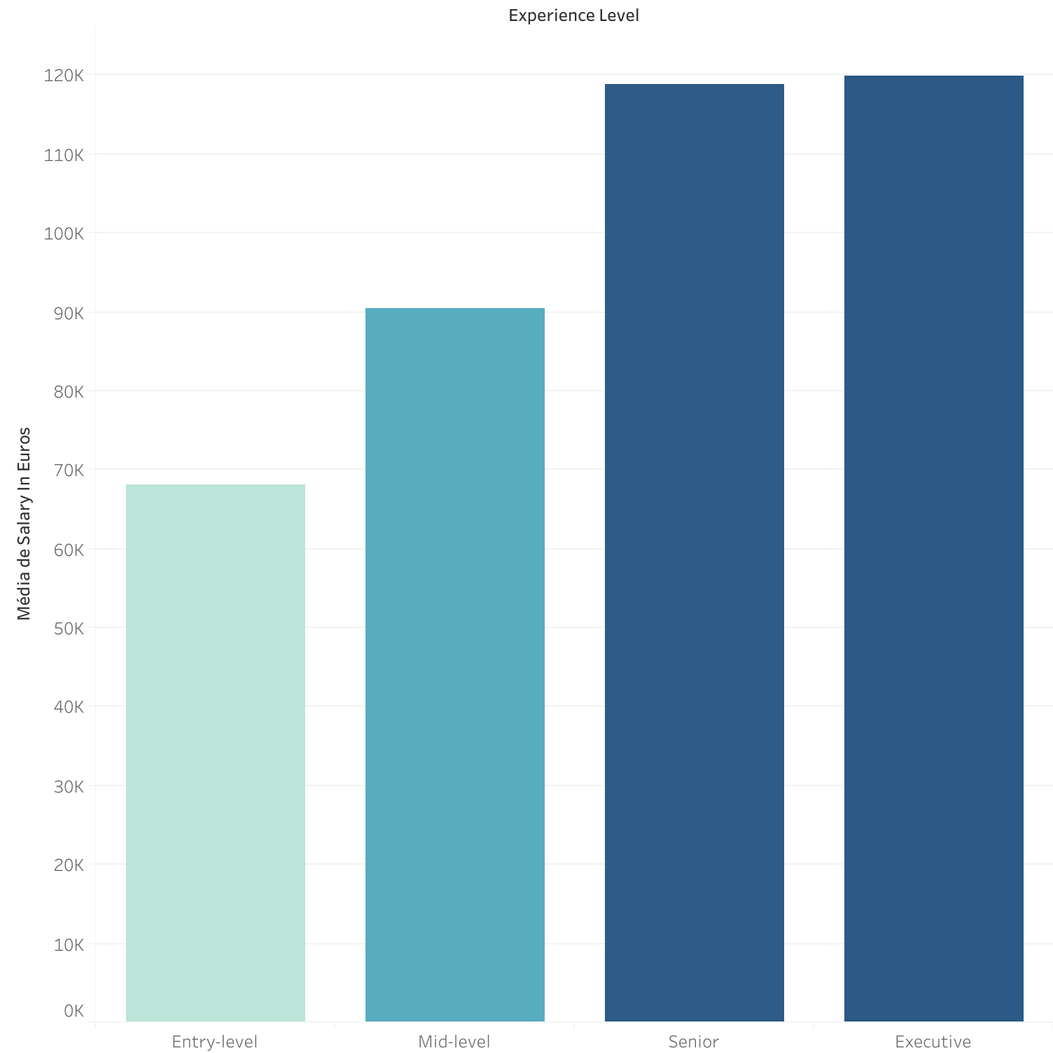 Experience Level
120K
110K
100K
90K
80K
70K
60K
50K
40K
30K
20K
10K
0K
Média de Salary In Euros
Entry-level
Mid-level
Senior
Executive